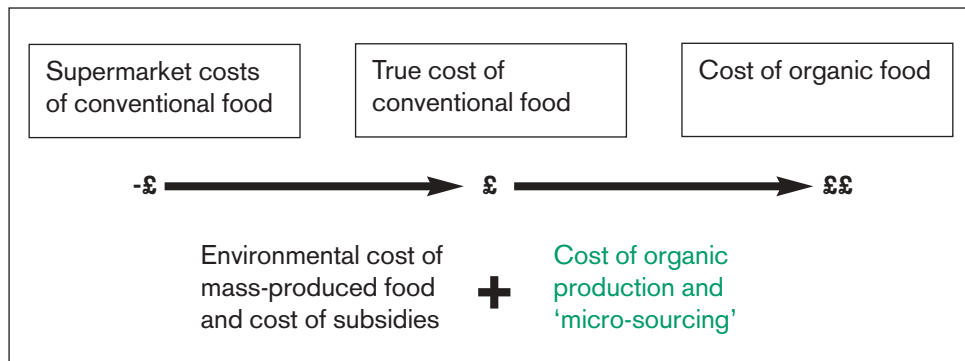 Supermarket costs
of conventional food
True cost of
conventional food
Cost of organic food
-£
£
££
Environmental cost of
mass-produced food
and cost of subsidies
+
Cost of organic
production and
‘micro-sourcing’